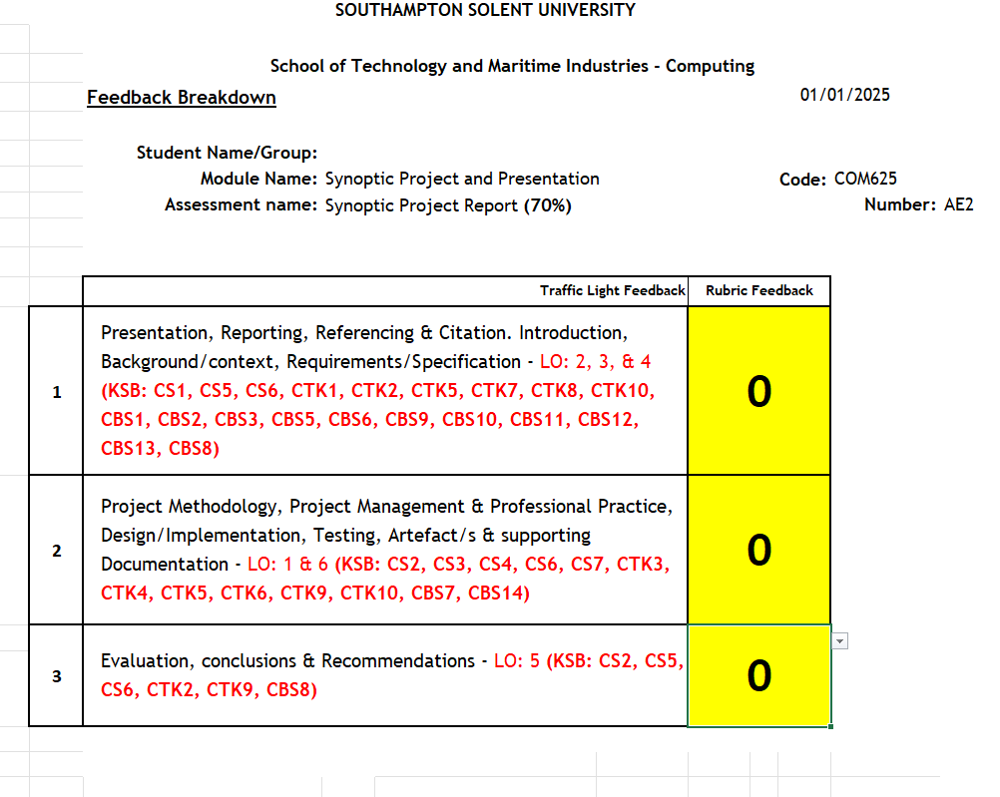 SOUTHAMPTON SOLENT UNIVERSITY
School of Technology and Maritime Industries - Computing
Feedback Breakdown
01/01/2025
Student Name/Group:
Module Name: Synoptic Project and Presentation
Code: COM625
Assessment name: Synoptic Project Report (70%)
Number: AE2
Traffic Light Feedback
Rubric Feedback
1
Presentation, Reporting, Referencing & Citation. Introduction,
Background/context, Requirements/Specification - LO: 2, 3, & 4
(KSB: CS1, CS5, CS6, CTK1, CTK2, CTK5, CTK7, CTK8, CTK10,
CBS1, CBS2, CBS3, CBS5, CBS6, CBS9, CBS10, CBS11, CBS12,
CBS13, CBS8)
0
2
Project Methodology, Project Management & Professional Practice,
Design/Implementation, Testing, Artefact/s & supporting
Documentation - LO: 1 & 6 (KSB: CS2, CS3, CS4, CS6, CS7, CTK3,
CTK4, CTK5, CTK6, CTK9, CTK10, CBS7, CBS14)
0
3
Evaluation, conclusions & Recommendations - LO: 5 (KSB: CS2, CS5,
CS6, CTK2, CTK9, CBS8)
0